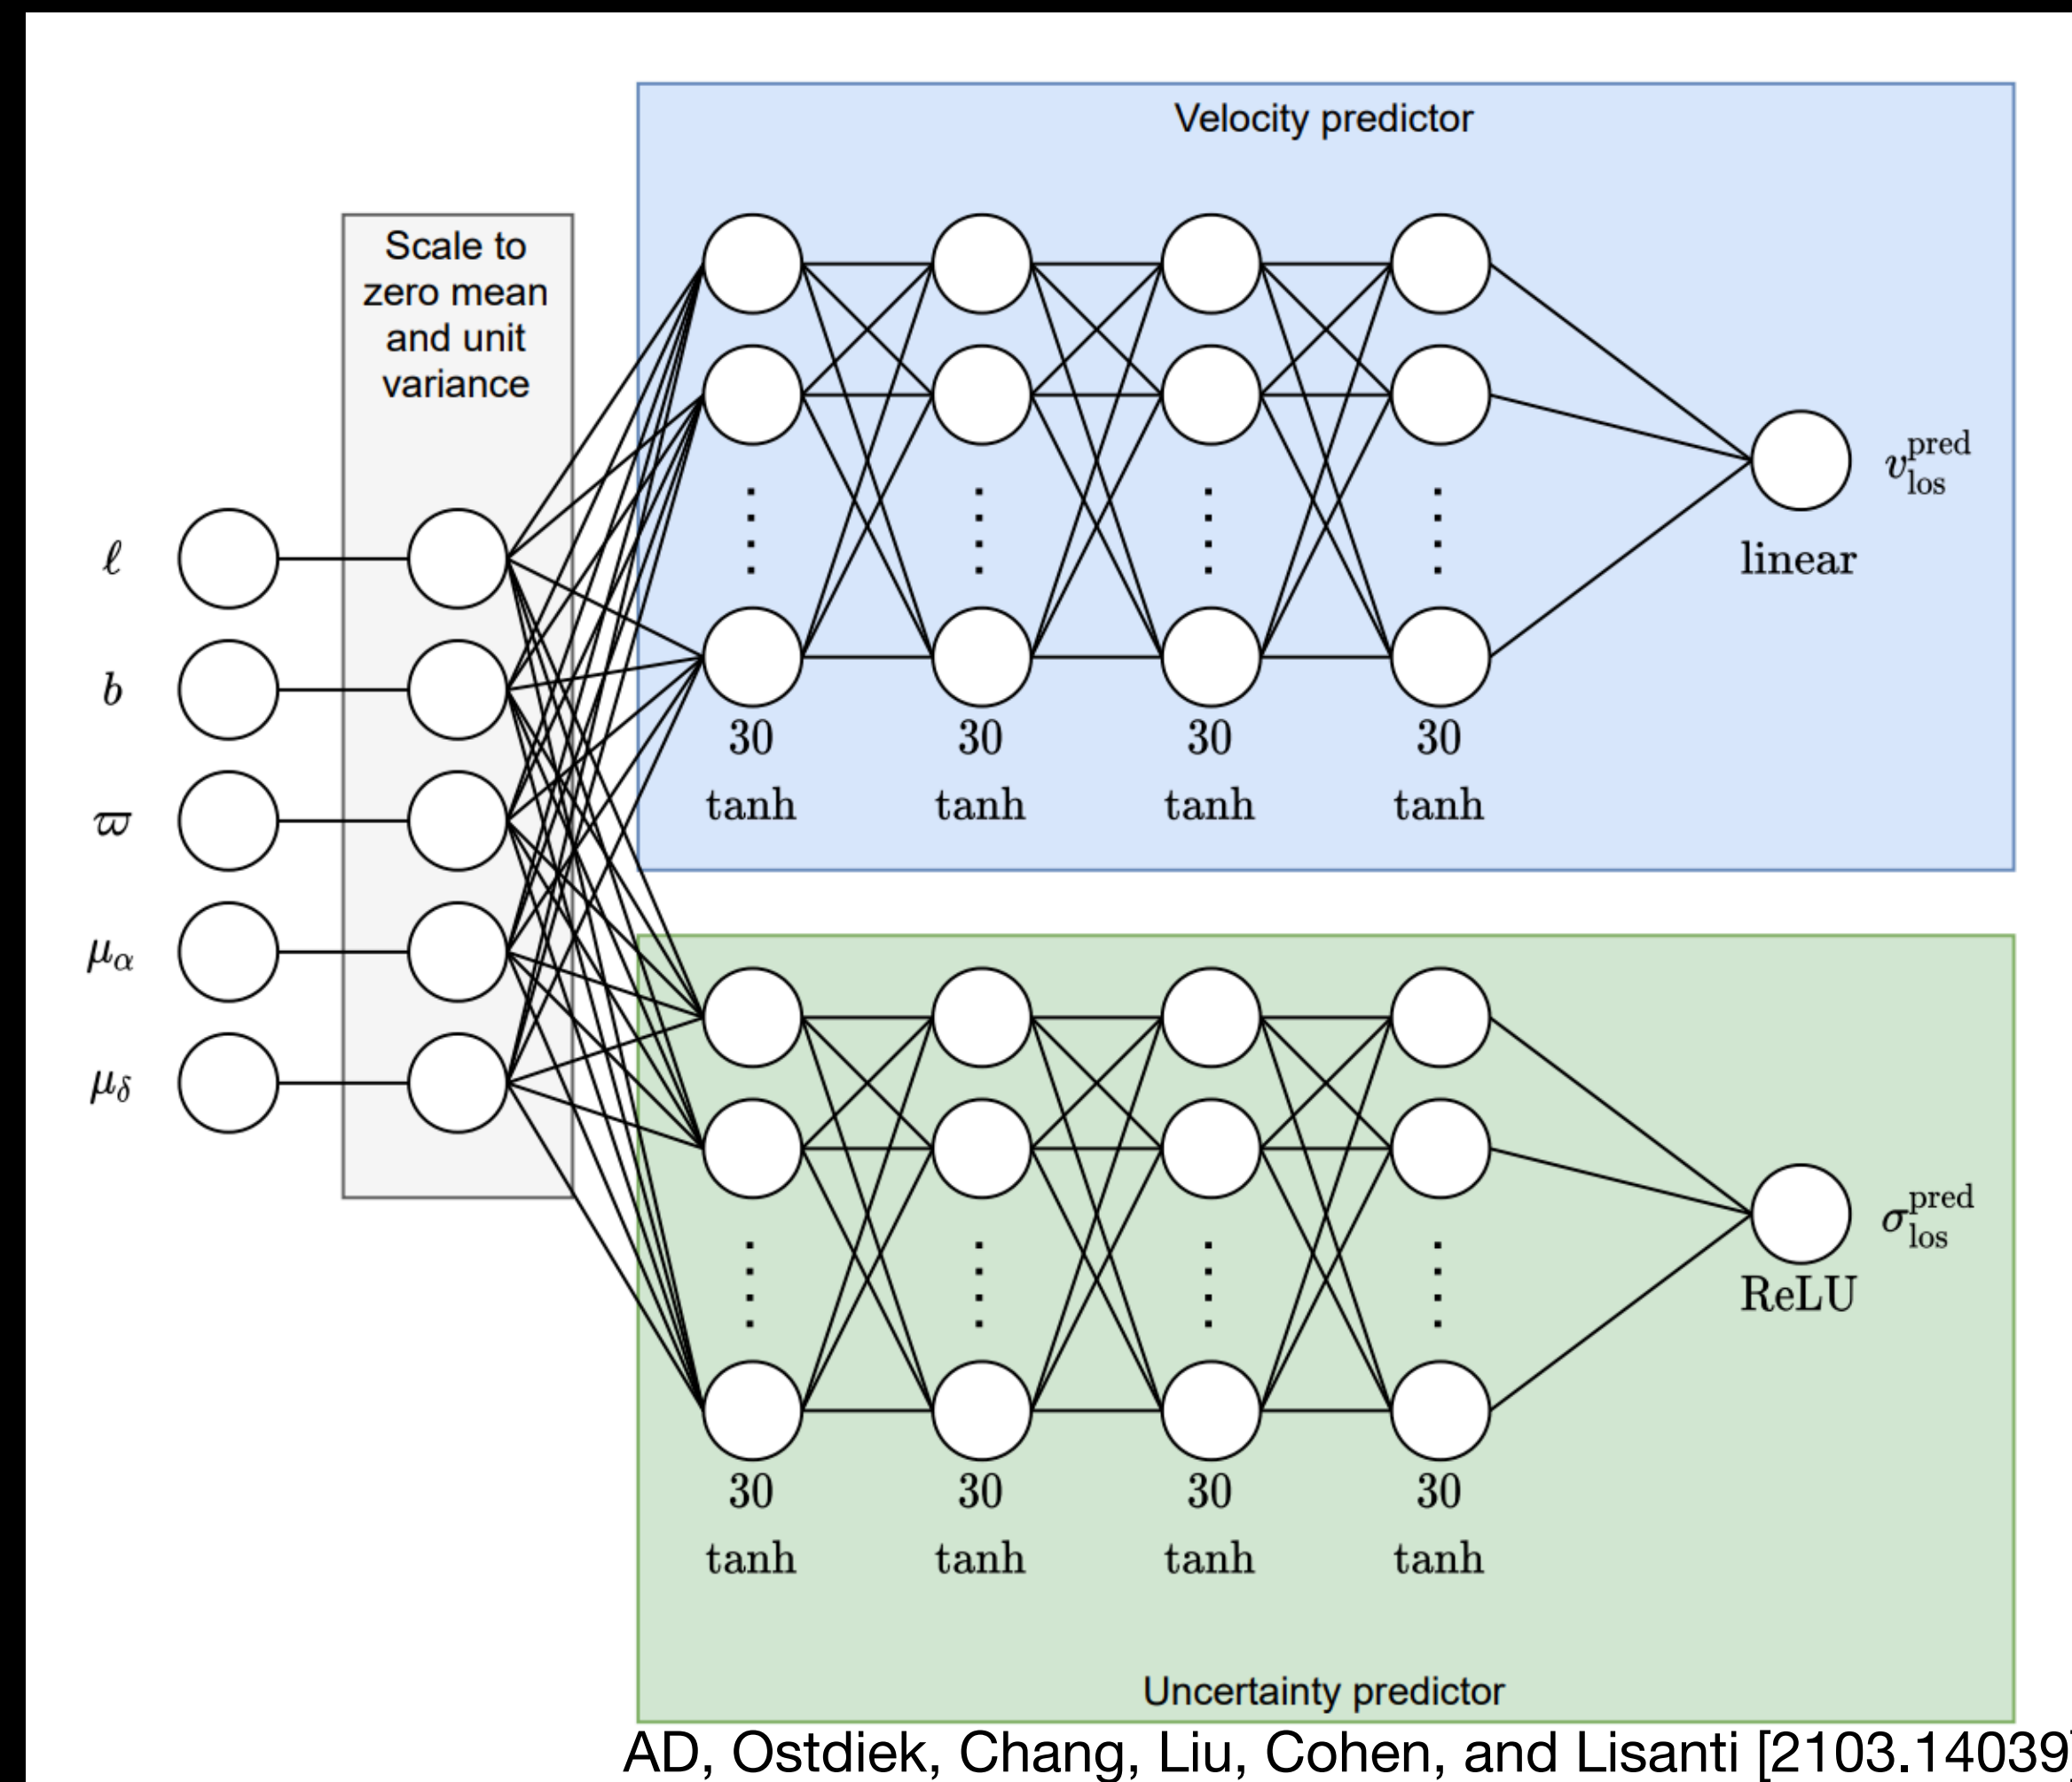 Velocity predictor
Scale to
zero mean
and unit
variance
ℓ
b
ϖ
μ_α
μ_δ
30 30 30 30
tanh tanh tanh tanh
v_los^pred
linear
30 30 30 30
tanh tanh tanh tanh
σ_los^pred
ReLU
Uncertainty predictor
AD, Ostdiek, Chang, Liu, Cohen, and Lisanti [2103.14039]